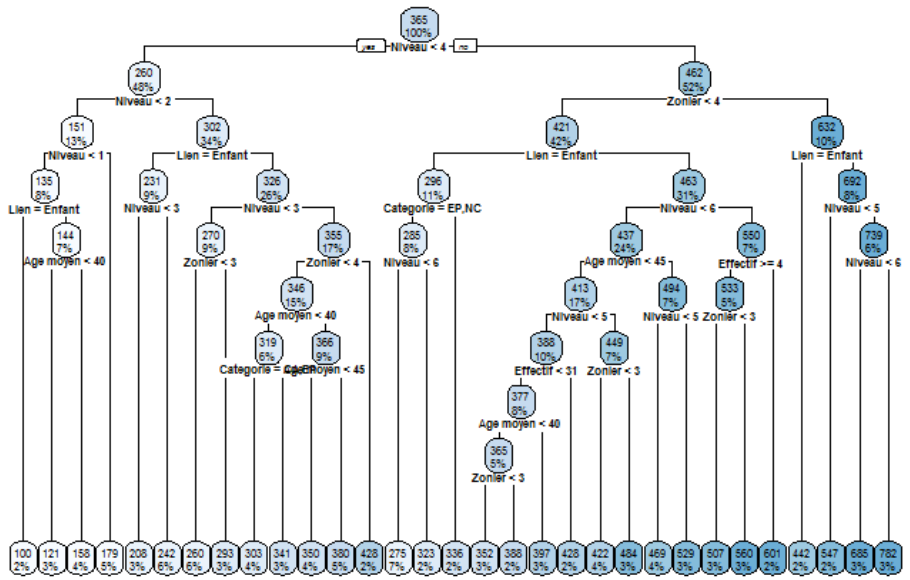 365
100%
yes Niveau < 4 no
260
48%
Niveau < 2
462
52%
Zonier < 4
151
13%
Niveau < 1
302
34%
Lien = Enfant
421
42%
Lien = Enfant
632
10%
Lien = Enfant
135
8%
Lien = Enfant
231
9%
Niveau < 3
326
26%
Niveau < 3
296
11%
Categorie = EP,NC
463
31%
Niveau < 6
692
8%
Niveau < 5
144
7%
Age moyen < 40
270
9%
Zonier < 3
355
17%
Zonier < 4
285
8%
Niveau < 6
437
24%
Age moyen < 45
550
7%
Effectif >= 4
739
6%
Niveau < 6
346
15%
Age moyen < 40
413
17%
Niveau < 5
494
7%
Niveau < 5
533
5%
Zonier < 3
319
6%
Categorie =
366
9%
moyen < 45
388
10%
Effectif < 31
449
7%
Zonier < 3
377
8%
Age moyen < 40
365
5%
Zonier < 3
100 121 158 179 208 242 260 293 303 341 350 380 428 275 323 336 352 388 397 428 422 484 469 529 507 560 601 442 547 685 782
2% 3% 4% 5% 3% 6% 6% 3% 4% 3% 4% 5% 2% 7% 2% 2% 3% 2% 3% 2% 4% 3% 4% 3% 3% 3% 2% 2% 2% 3% 3%